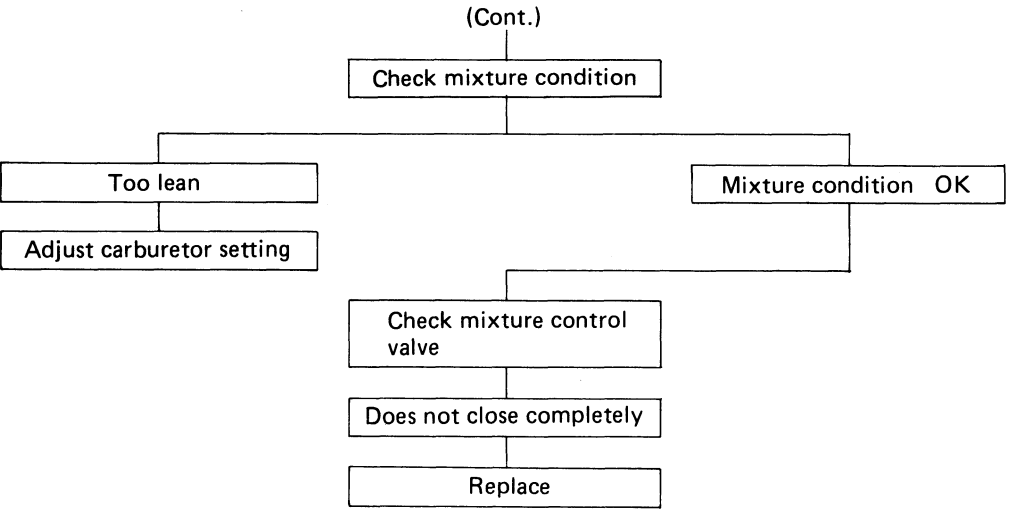 (Cont.)
Check mixture condition
Too lean
Mixture condition OK
Adjust carburetor setting
Check mixture control
valve
Does not close completely
Replace